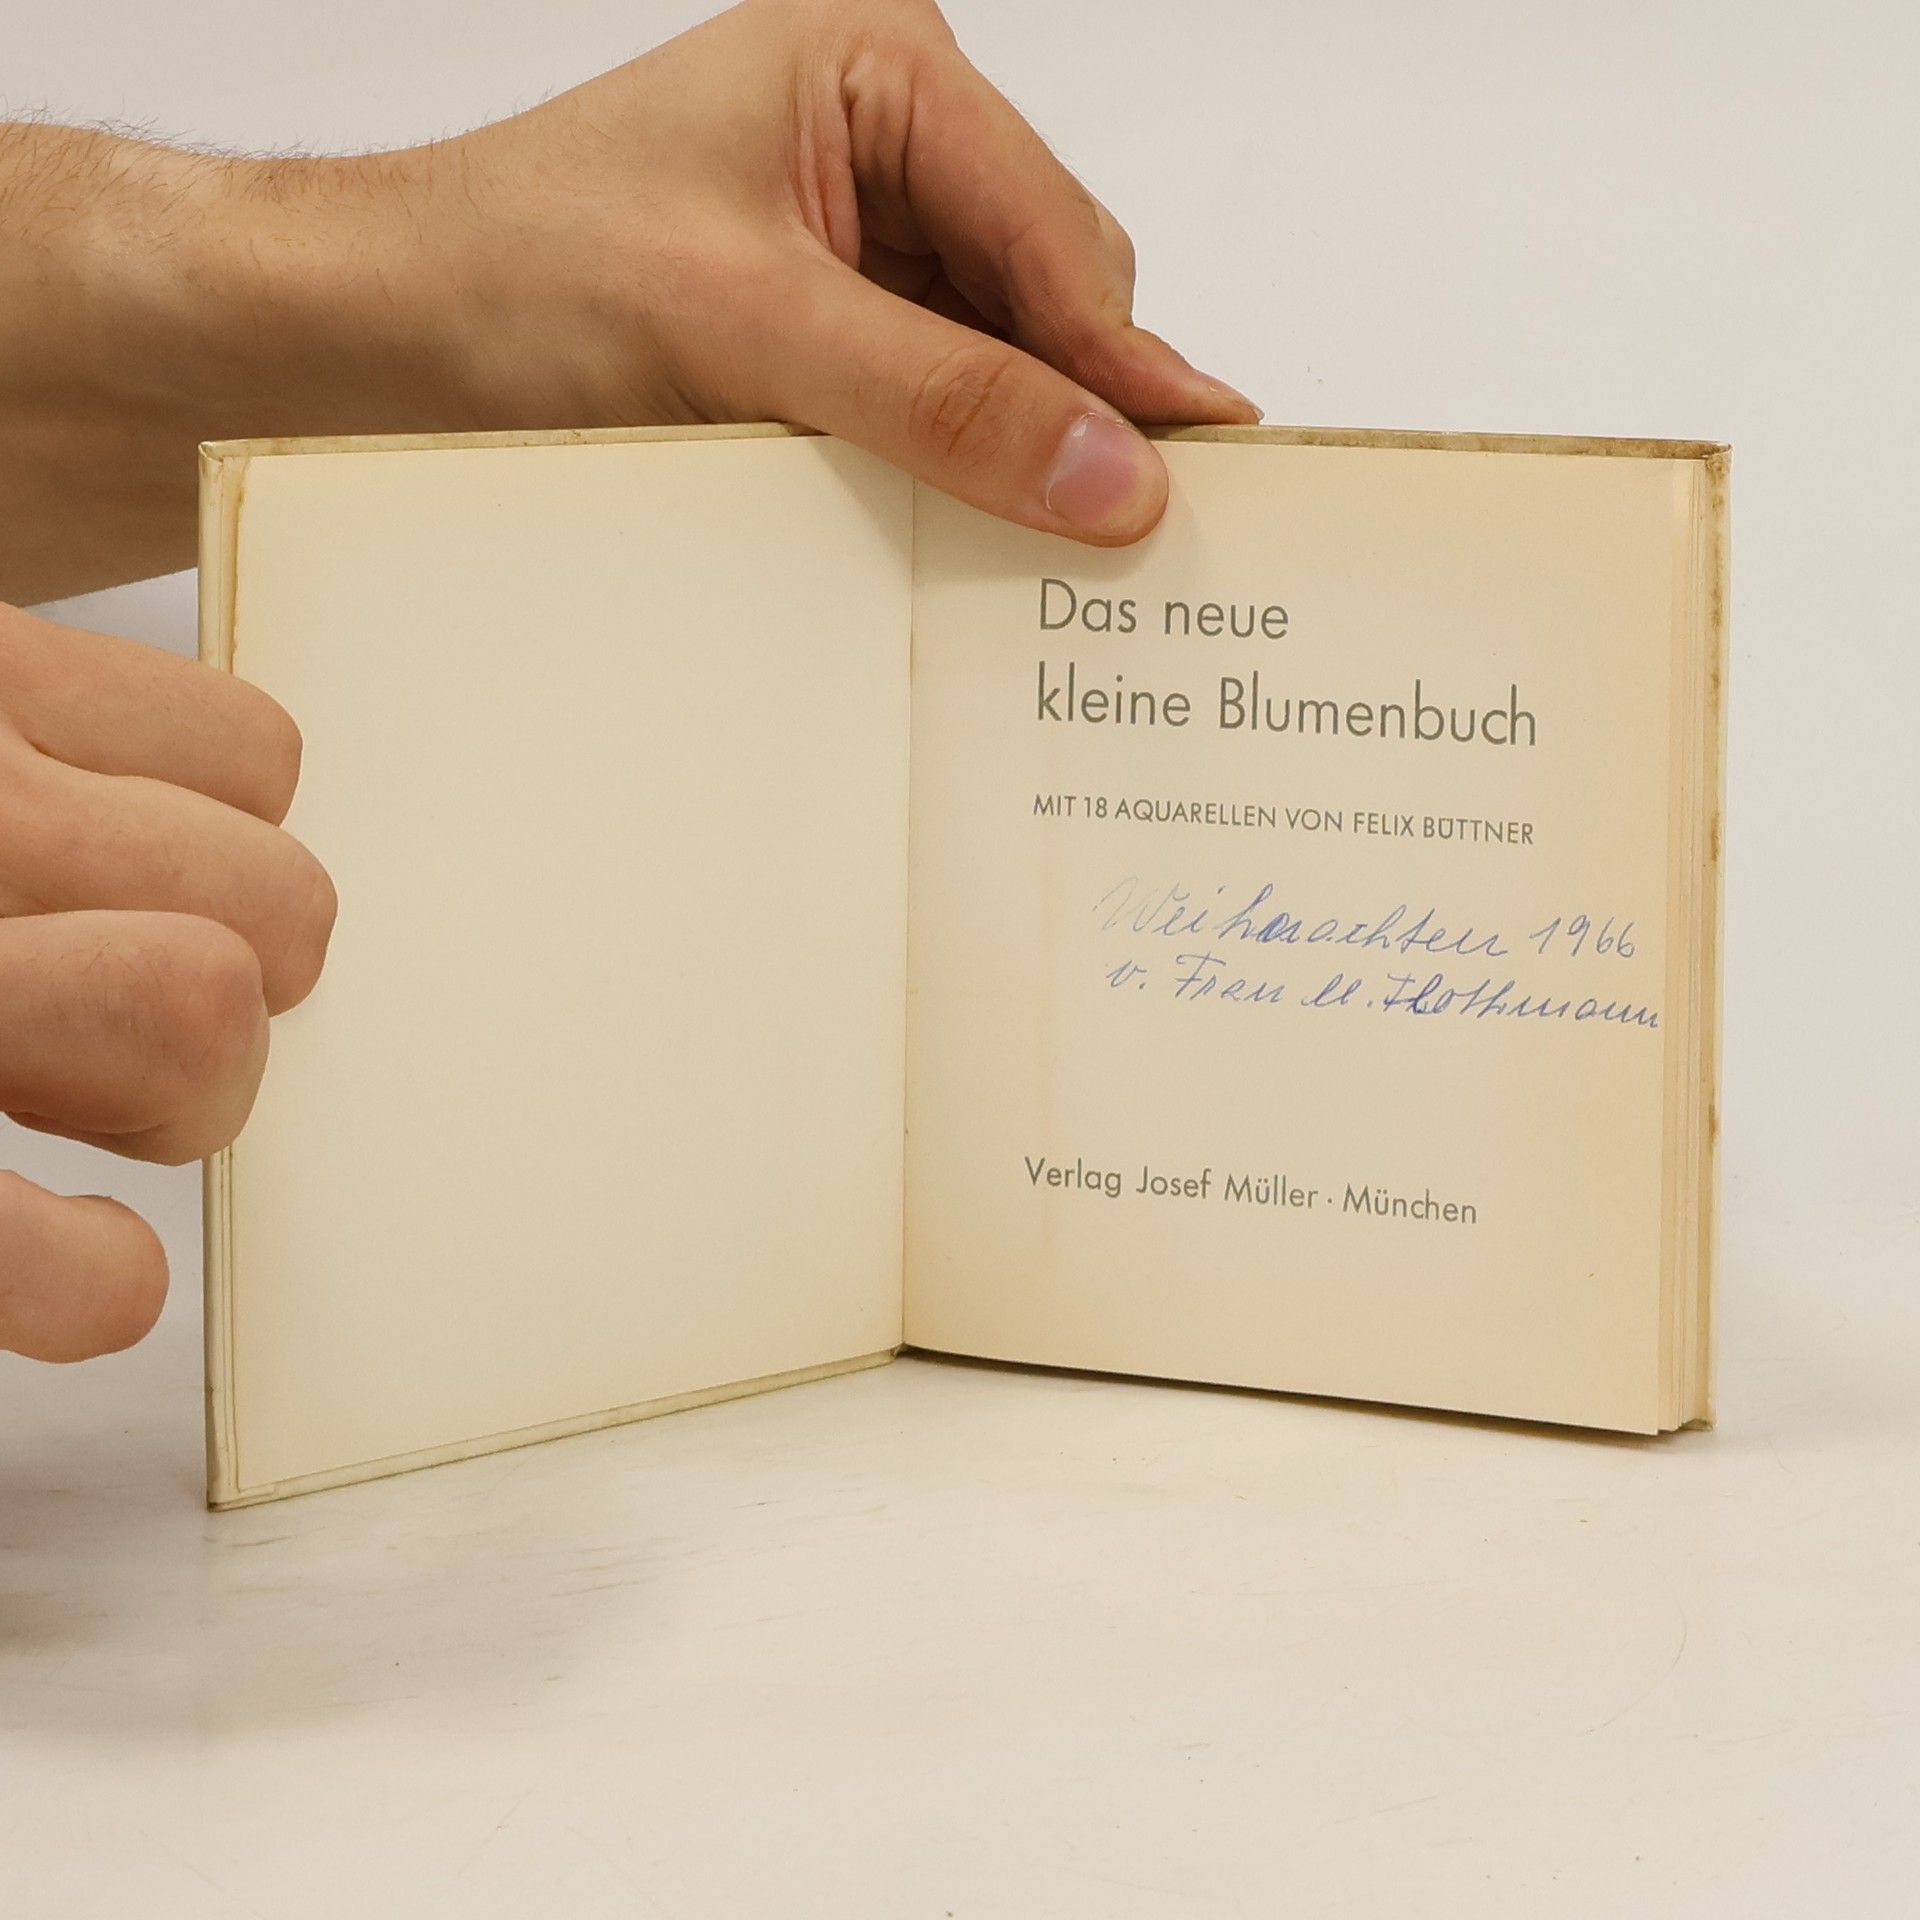 Das neue
kleine Blumenbuch
MIT 18 AQUARELLEN VON FELIX BÜTTNER
Weihnachten 1966
v. Frau M.
Verlag Josef Müller · München